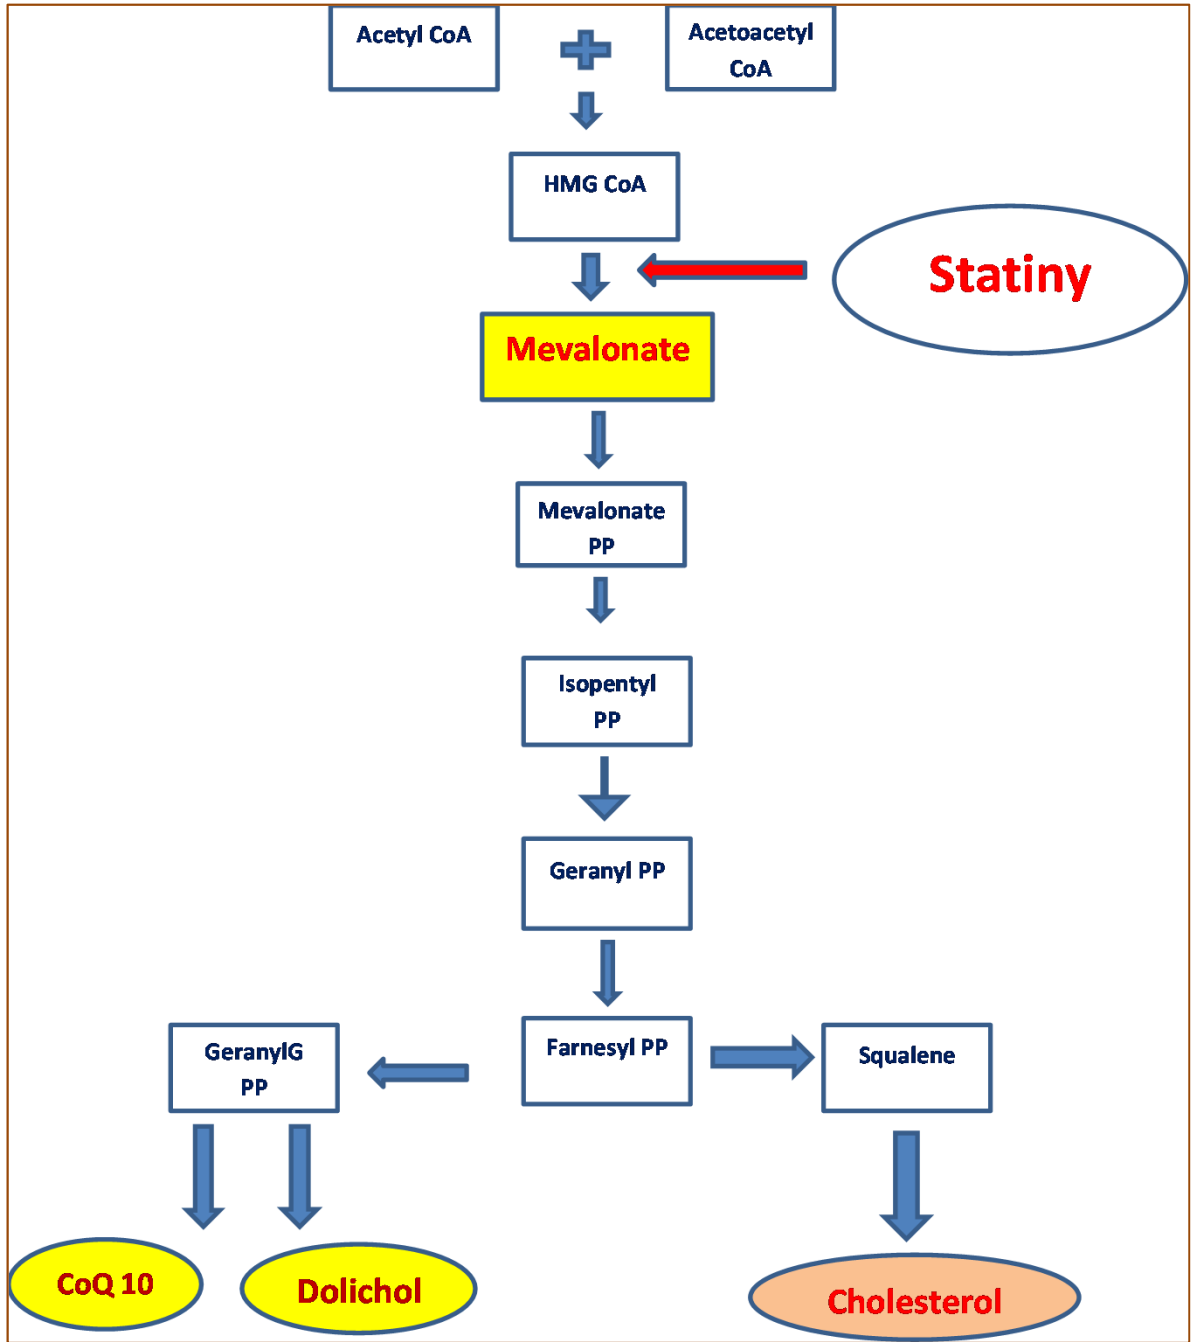 Acetyl CoA
Acetoacetyl
CoA
HMG CoA
Statiny
Mevalonate
Mevalonate
PP
Isopentyl
PP
Geranyl PP
GeranylG
PP
Farnesyl PP
Squalene
CoQ 10
Dolichol
Cholesterol